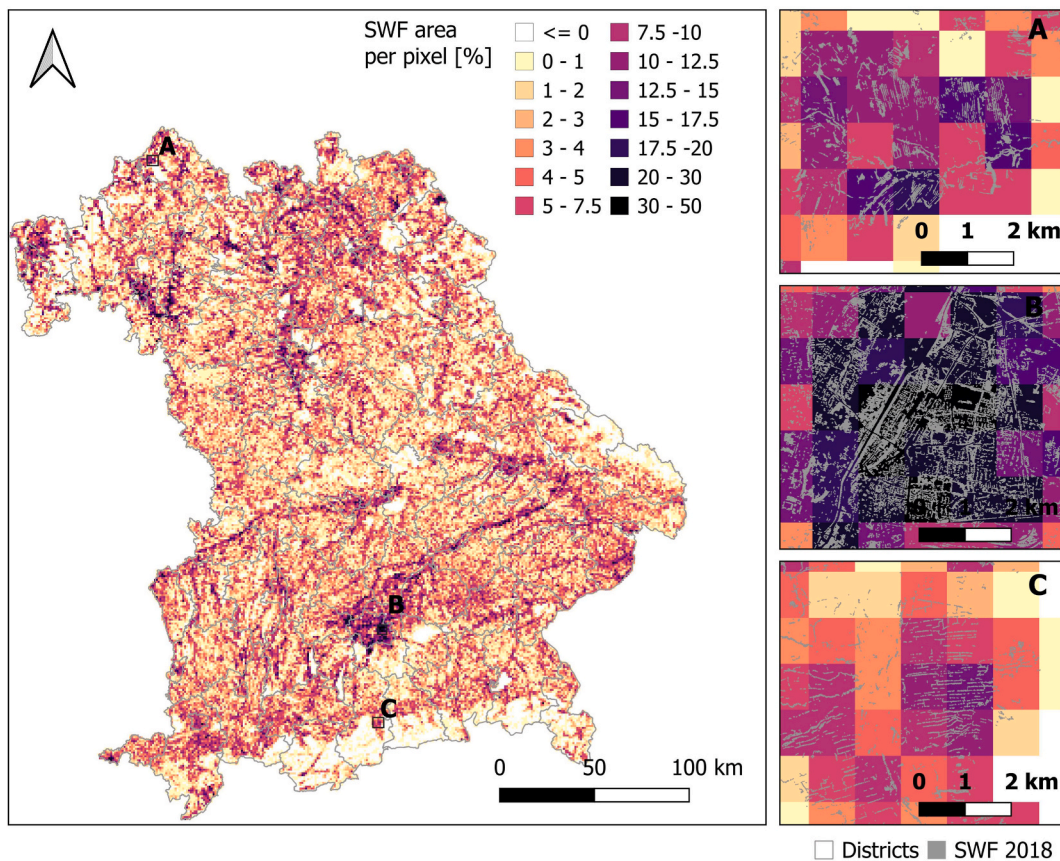 SWF area
per pixel [%]
<= 0
0 - 1
1 - 2
2 - 3
3 - 4
4 - 5
5 - 7.5
7.5 -10
10 - 12.5
12.5 - 15
15 - 17.5
17.5 -20
20 - 30
30 - 50
A
B
C
0 50 100 km
A
0 1 2 km
B
0 1 2 km
C
0 1 2 km
Districts SWF 2018